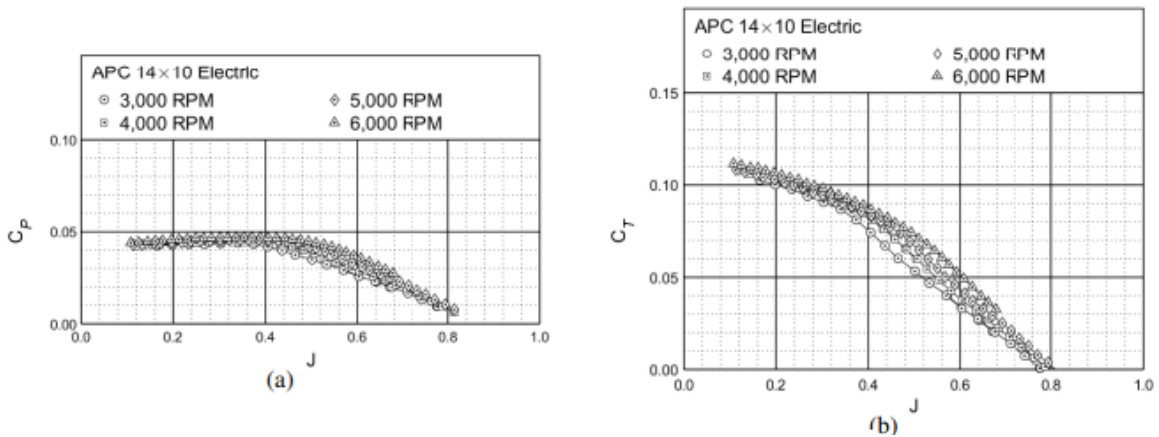 APC 14×10 Electric
3,000 RPM
5,000 RPM
4,000 RPM
6,000 RPM
0.10
0.05
0.00
C_P
0.0 0.2 0.4 0.6 0.8 1.0
J
(a)
APC 14×10 Electric
3,000 RPM
5,000 RPM
4,000 RPM
6,000 RPM
0.15
0.10
0.05
0.00
C_T
0.0 0.2 0.4 0.6 0.8 1.0
J
(b)